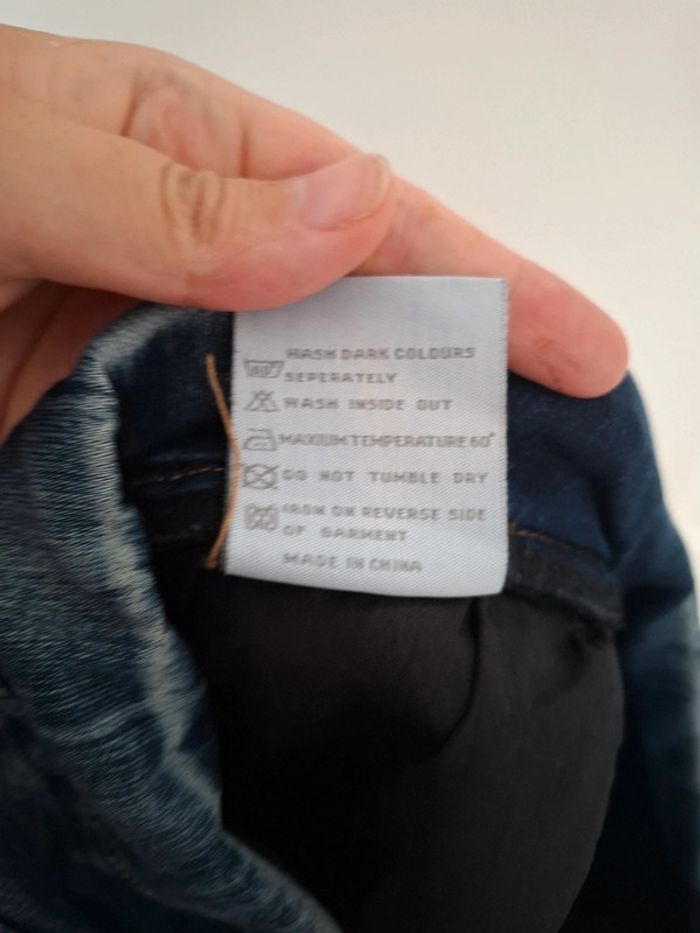 WASH DARK COLOURS
SEPERATELY
WASH INSIDE OUT
MAXIUM TEMPERATURE 60°
DO NOT TUMBLE DRY
IRON ON REVERSE SIDE
OF GARMENT
MADE IN CHINA